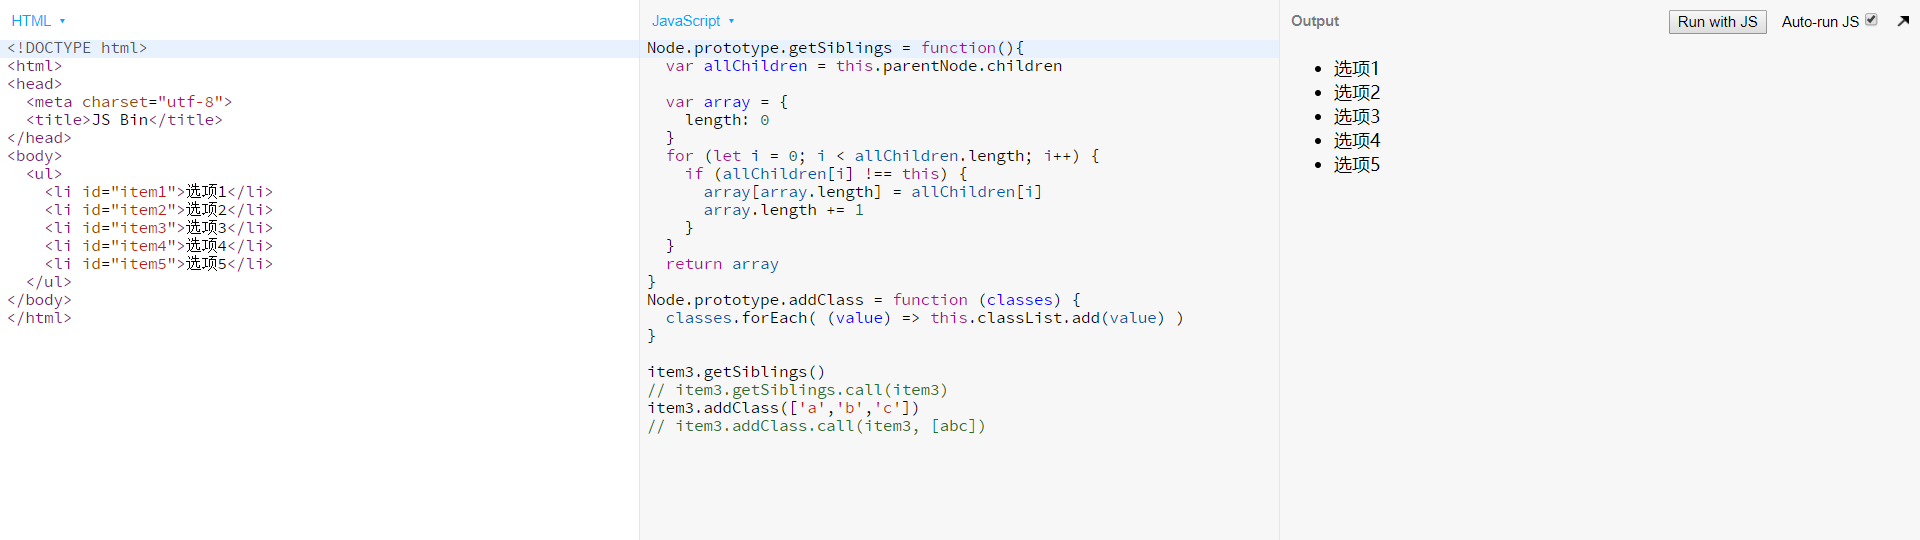 HTML
<!DOCTYPE html>
<html>
<head>
  <meta charset="utf-8">
  <title>JS Bin</title>
</head>
<body>
  <ul>
    <li id="item1">选项1</li>
    <li id="item2">选项2</li>
    <li id="item3">选项3</li>
    <li id="item4">选项4</li>
    <li id="item5">选项5</li>
  </ul>
</body>
</html>
JavaScript
Node.prototype.getSiblings = function(){
  var allChildren = this.parentNode.children
  var array = {
    length: 0
  }
  for (let i = 0; i < allChildren.length; i++) {
    if (allChildren[i] !== this) {
      array[array.length] = allChildren[i]
      array.length += 1
    }
  }
  return array
}
Node.prototype.addClass = function (classes) {
  classes.forEach( (value) => this.classList.add(value) )
}
item3.getSiblings()
// item3.getSiblings.call(item3)
item3.addClass(['a','b','c'])
// item3.addClass.call(item3, [abc])
Output
Run with JS
Auto-run JS
选项1
选项2
选项3
选项4
选项5